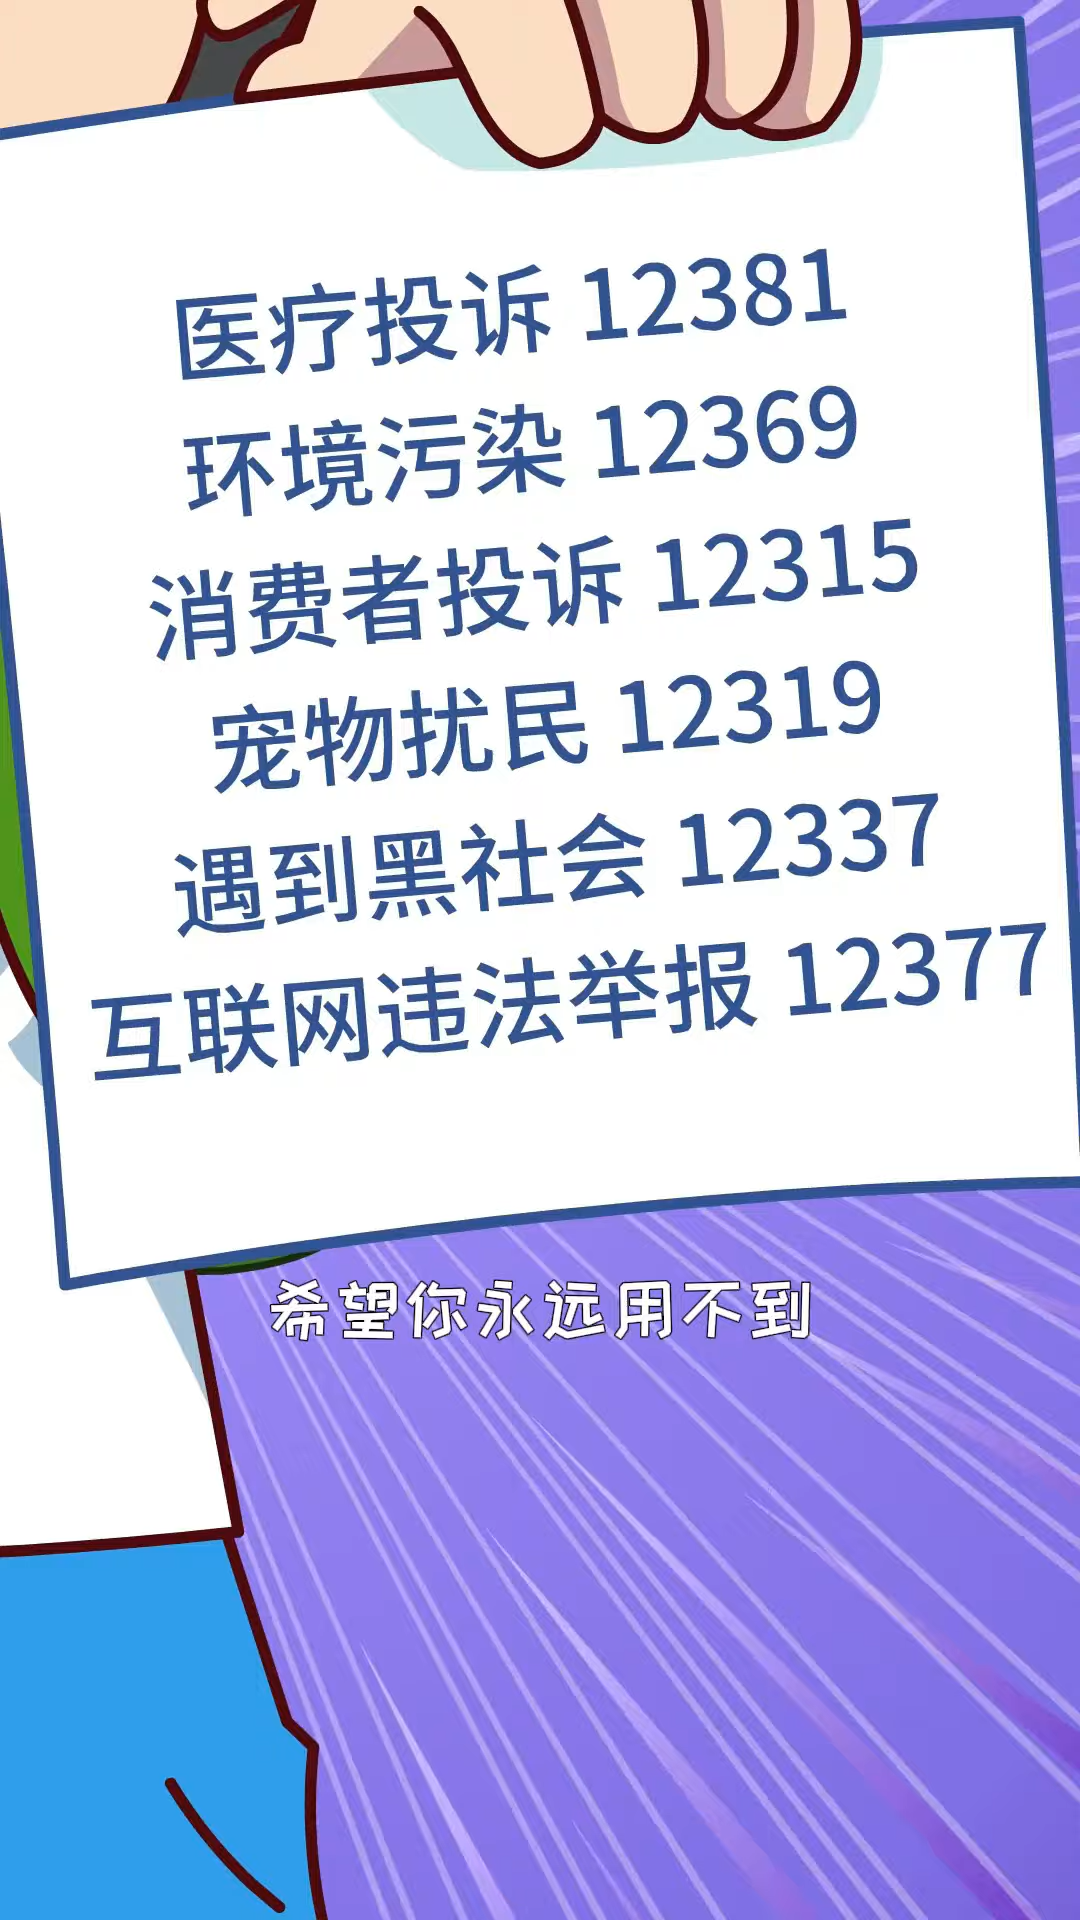 医疗投诉 12381
环境污染 12369
消费者投诉 12315
宠物扰民 12319
遇到黑社会 12337
互联网违法举报 12377
希望你永远用不到